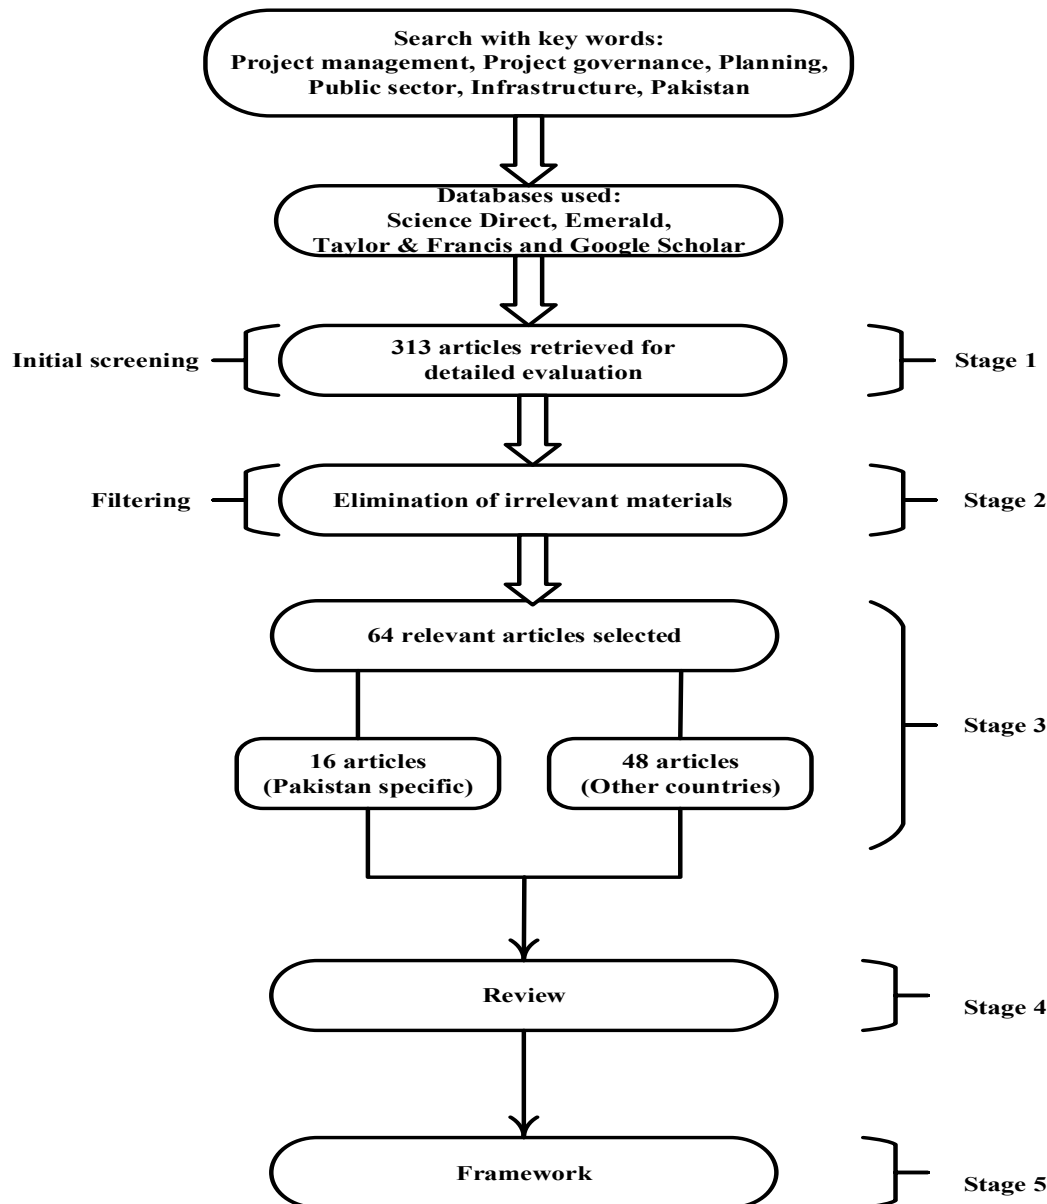 Search with key words:
Project management, Project governance, Planning,
Public sector, Infrastructure, Pakistan
Databases used:
Science Direct, Emerald,
Taylor & Francis and Google Scholar
Initial screening
313 articles retrieved for
detailed evaluation
Stage 1
Filtering
Elimination of irrelevant materials
Stage 2
64 relevant articles selected
Stage 3
16 articles
(Pakistan specific)
48 articles
(Other countries)
Review
Stage 4
Framework
Stage 5